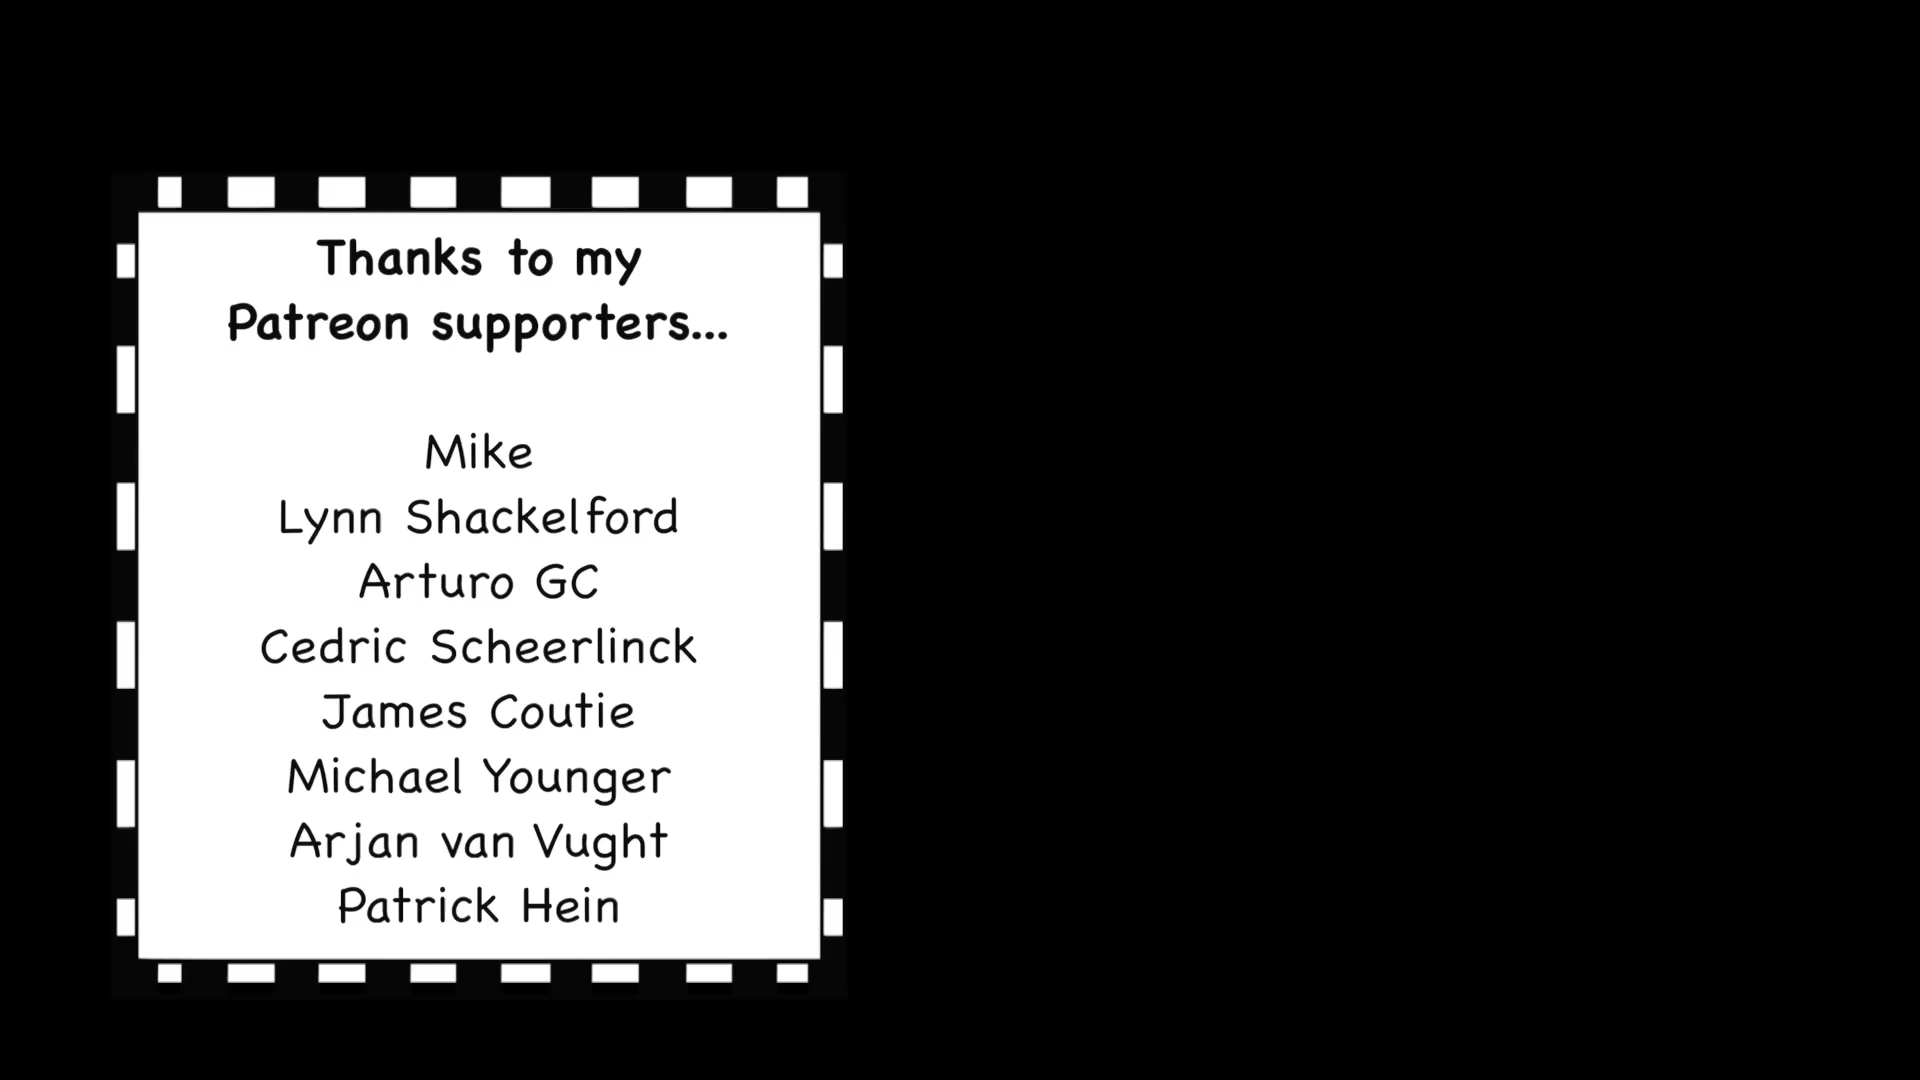 Thanks to my
Patreon supporters...
Mike
Lynn Shackelford
Arturo GC
Cedric Scheerlinck
James Coutie
Michael Younger
Arjan van Vught
Patrick Hein